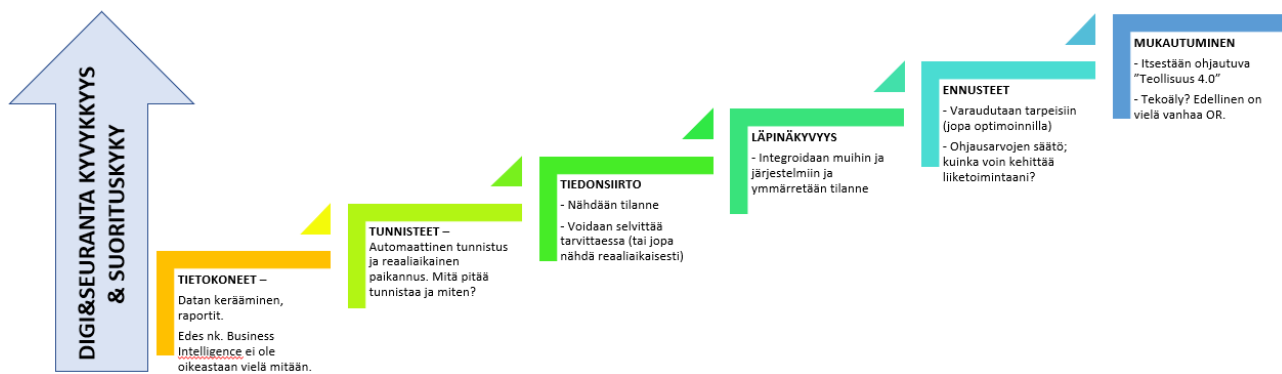 DIGI&SEURANTA KYVYKKYYS
& SUORITUSKYKY
TIETOKONEET –
Datan kerääminen,
raportit.
Edes nk. Business
Intelligence ei ole
oikeastaan vielä mitään.
TUNNISTEET –
Automaattinen tunnistus
ja reaaliaikainen
paikannus. Mitä pitää
tunnistaa ja miten?
TIEDONSIIRTO
- Nähdään tilanne
- Voidaan selvittää
tarvittaessa (tai jopa
nähdä reaaliaikaisesti)
LÄPINÄKYVYYS
- Integroidaan muihin ja
järjestelmiin ja
ymmärretään tilanne
ENNUSTEET
- Varaudutaan tarpeisiin
(jopa optimoinnilla)
- Ohjausarvojen säätö;
kuinka voin kehittää
liiketoimintaani?
MUKAUTUMINEN
- Itsestään ohjautuva
”Teollisuus 4.0”
- Tekoäly? Edellinen on
vielä vanhaa OR.